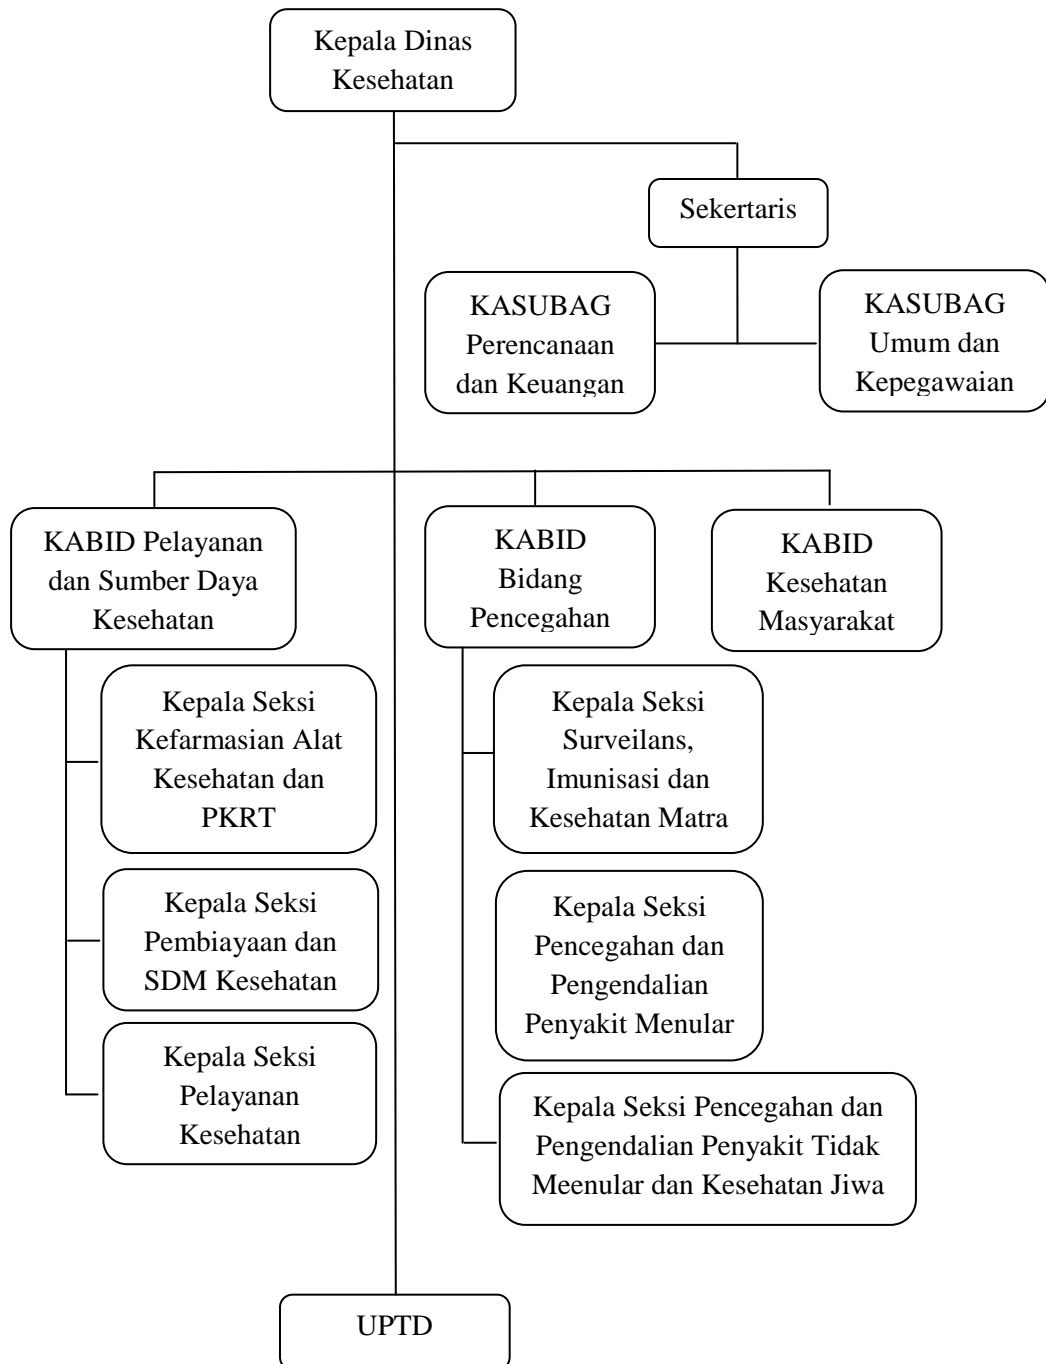 Kepala Dinas
Kesehatan
Sekertaris
KASUBAG
Perencanaan
dan Keuangan
KASUBAG
Umum dan
Kepegawaian
KABID Pelayanan
dan Sumber Daya
Kesehatan
KABID
Bidang
Pencegahan
KABID
Kesehatan
Masyarakat
Kepala Seksi
Kefarmasian Alat
Kesehatan dan
PKRT
Kepala Seksi
Pembiayaan dan
SDM Kesehatan
Kepala Seksi
Pelayanan
Kesehatan
Kepala Seksi
Surveilans,
Imunisasi dan
Kesehatan Matra
Kepala Seksi
Pencegahan dan
Pengendalian
Penyakit Menular
Kepala Seksi Pencegahan dan
Pengendalian Penyakit Tidak
Meenular dan Kesehatan Jiwa
UPTD